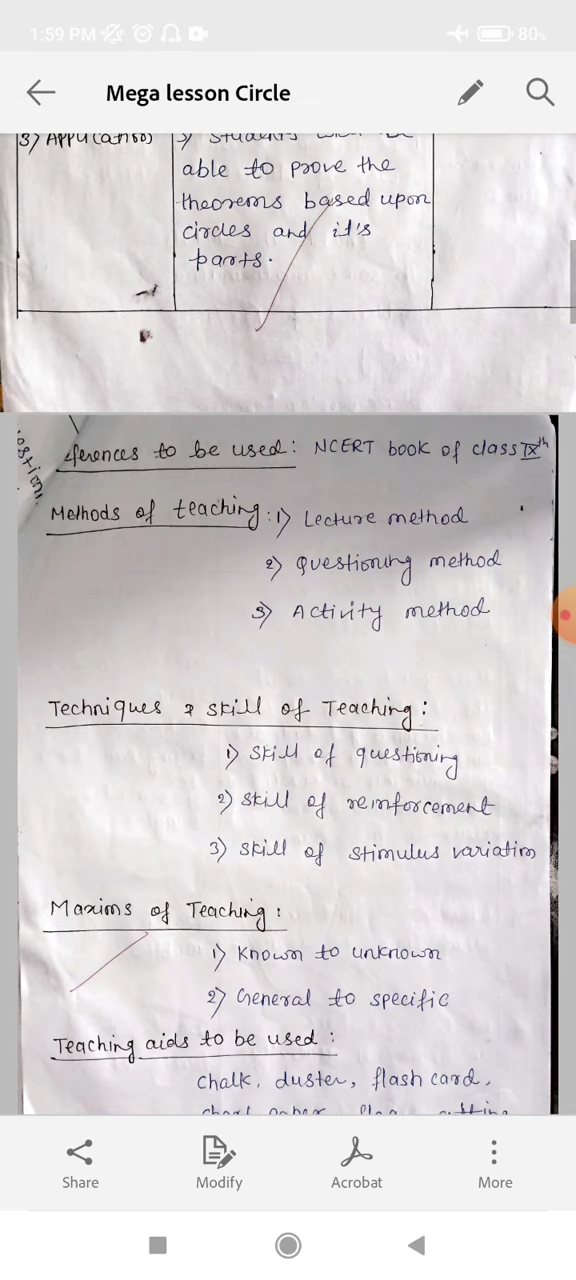 1:59 PM
80%
Mega lesson Circle
3) Application
able to prove the
theorems based upon
circles and it's
parts.
ferences to be used: NCERT book of class IXth
Methods of teaching: 1) Lecture method
2) Questioning method
3) Activity method
Techniques & skill of Teaching:
1) skill of questioning
2) skill of reinforcement
3) skill of stimulus variation
Maxims of Teaching:
1) Known to unknown
2) General to specific
Teaching aids to be used:
chalk, duster, flash card,
Share
Modify
Acrobat
More